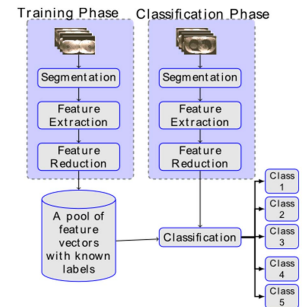 Training Phase
Classification Phase
Segmentation
Feature
Extraction
Feature
Reduction
A pool of
feature
vectors
with known
labels
Segmentation
Feature
Extraction
Feature
Reduction
Classification
Class
1
Class
2
Class
3
Class
4
Class
5